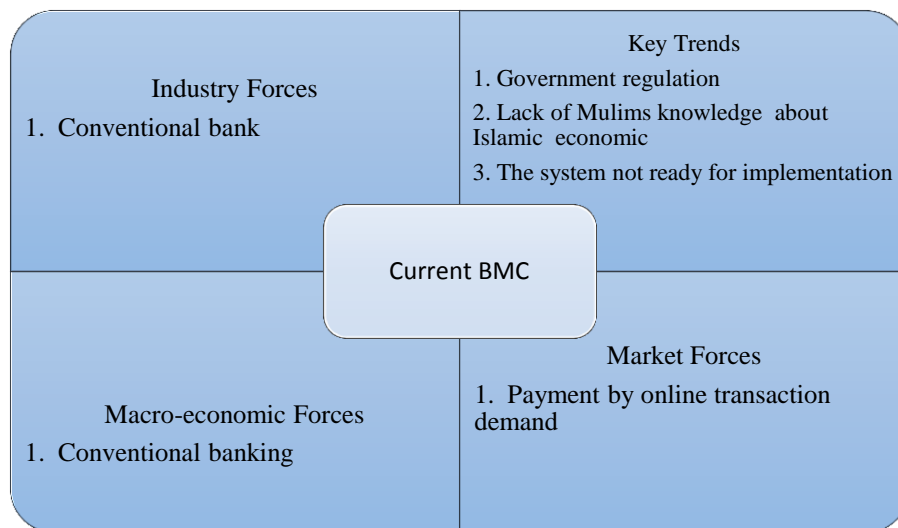 Industry Forces
1. Conventional bank
Key Trends
1. Government regulation
2. Lack of Mulims knowledge about
Islamic economic
3. The system not ready for implementation
Current BMC
Macro-economic Forces
1. Conventional banking
Market Forces
1. Payment by online transaction
demand